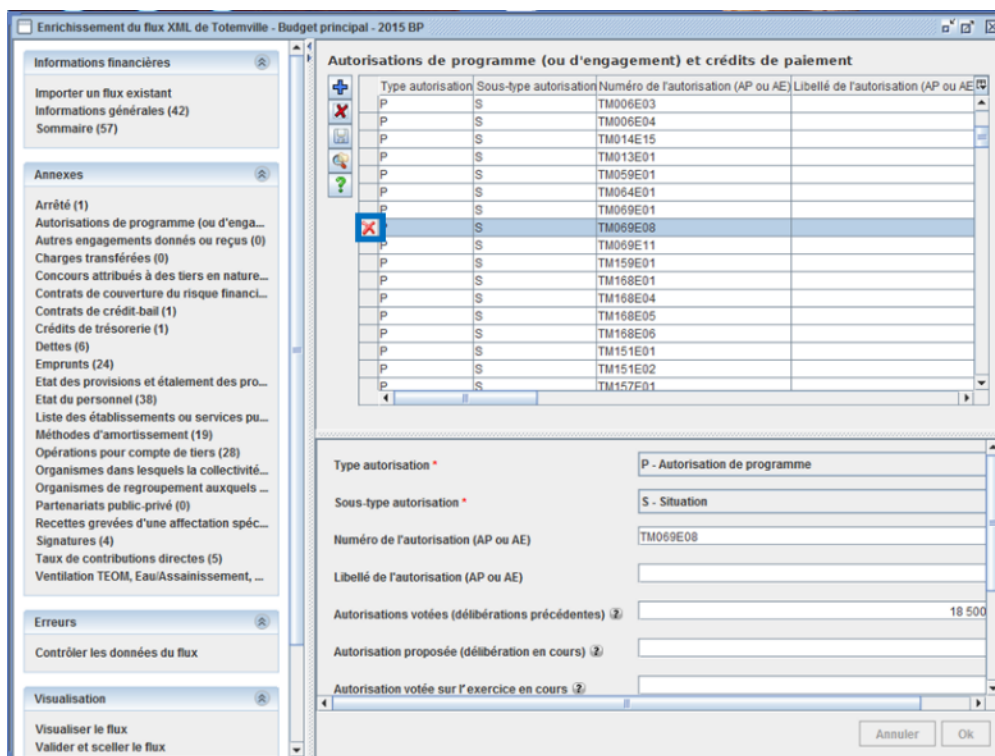 Enrichissement du flux XML de Totemville - Budget principal - 2015 BP
Informations financières
Importer un flux existant
Informations générales (42)
Sommaire (57)
Annexes
Arrêté (1)
Autorisations de programme (ou d'enga...
Autres engagements donnés ou reçus (0)
Charges transférées (0)
Concours attribués à des tiers en nature...
Contrats de couverture du risque financi...
Contrats de crédit-bail (1)
Crédits de trésorerie (1)
Dettes (6)
Emprunts (24)
Etat des provisions et étalement des pro...
Etat du personnel (38)
Liste des établissements ou services pu...
Méthodes d'amortissement (19)
Opérations pour compte de tiers (28)
Organismes dans lesquels la collectivité...
Organismes de regroupement auxquels ...
Partenariats public-privé (0)
Recettes grevées d'une affectation spéc...
Signatures (4)
Taux de contributions directes (5)
Ventilation TEOM, Eau/Assainissement, ...
Erreurs
Contrôler les données du flux
Visualisation
Visualiser le flux
Valider et sceller le flux
Autorisations de programme (ou d'engagement) et crédits de paiement
Type autorisation Sous-type autorisation Numéro de l'autorisation (AP ou AE) Libellé de l'autorisation (AP ou AE
P S TM006E03
P S TM006E04
P S TM014E15
P S TM013E01
P S TM059E01
P S TM064E01
P S TM069E01
S TM069E08
P S TM069E11
P S TM159E01
P S TM168E01
P S TM168E04
P S TM168E05
P S TM168E06
P S TM151E01
P S TM151E02
P S TM157E01
Type autorisation * P - Autorisation de programme
Sous-type autorisation * S - Situation
Numéro de l'autorisation (AP ou AE) TM069E08
Libellé de l'autorisation (AP ou AE)
Autorisations votées (délibérations précédentes) ? 18 500
Autorisation proposée (délibération en cours) ?
Autorisation votée sur l'exercice en cours ?
Annuler Ok